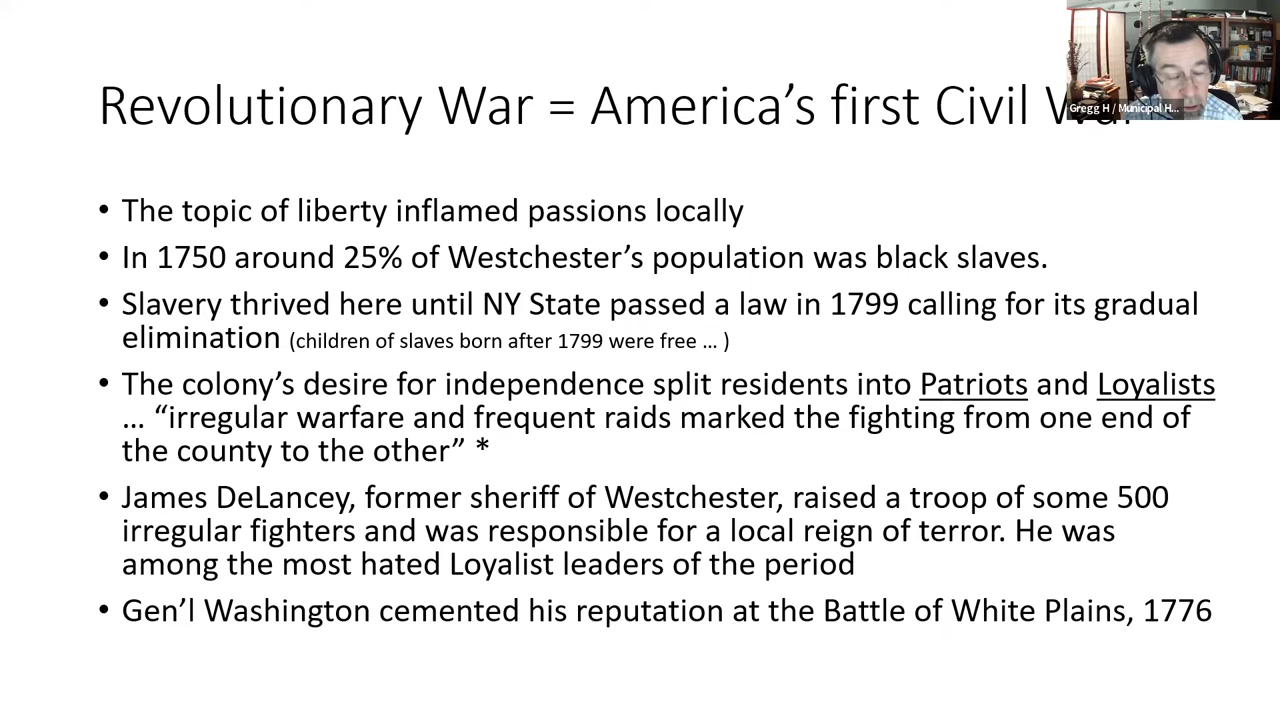 Revolutionary War = America’s first Civil War
Gregg H / Municipal H...
• The topic of liberty inflamed passions locally
• In 1750 around 25% of Westchester’s population was black slaves.
• Slavery thrived here until NY State passed a law in 1799 calling for its gradual
elimination (children of slaves born after 1799 were free … )
• The colony’s desire for independence split residents into Patriots and Loyalists
… “irregular warfare and frequent raids marked the fighting from one end of
the county to the other” *
• James DeLancey, former sheriff of Westchester, raised a troop of some 500
irregular fighters and was responsible for a local reign of terror. He was
among the most hated Loyalist leaders of the period
• Gen’l Washington cemented his reputation at the Battle of White Plains, 1776